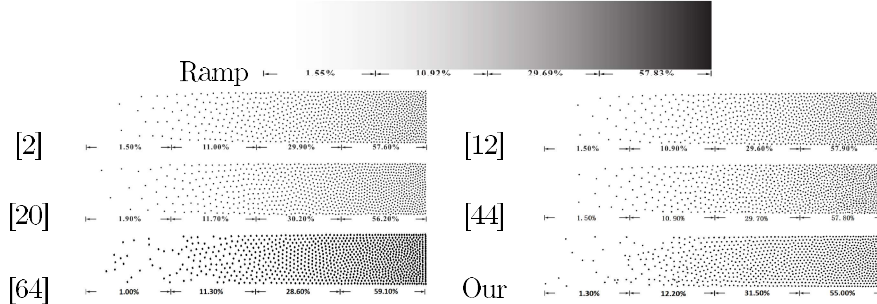 1.55% 10.92% 29.69% 57.83%
Ramp
1.50% 11.00% 29.90% 57.60%
[2]
1.50% 10.90% 29.60% 57.90%
[12]
1.90% 11.70% 30.20% 56.20%
[20]
1.50% 10.90% 29.70% 57.80%
[44]
1.00% 11.30% 28.60% 59.10%
[64]
1.30% 12.20% 31.50% 55.00%
Our